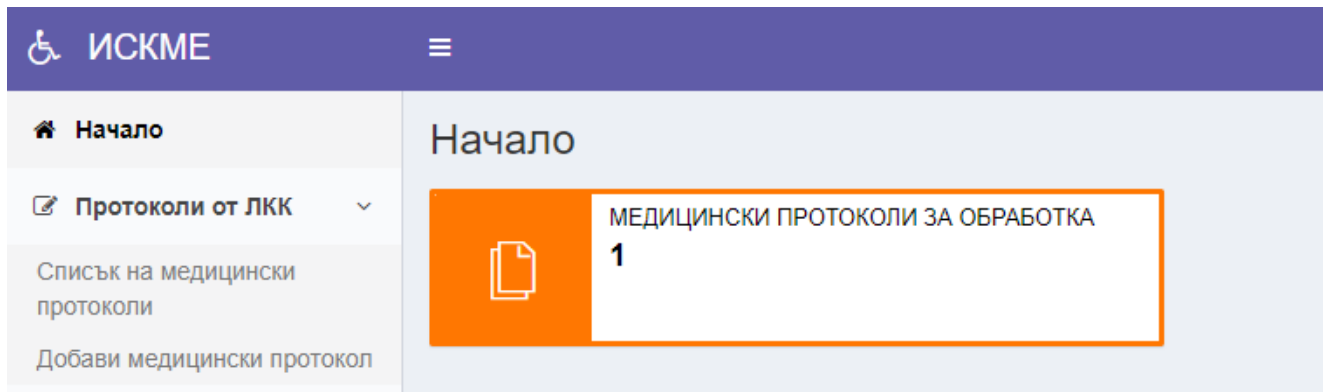 ИСКМЕ
Начало
Протоколи от ЛКК
Списък на медицински
протоколи
Добави медицински протокол
Начало
МЕДИЦИНСКИ ПРОТОКОЛИ ЗА ОБРАБОТКА
1